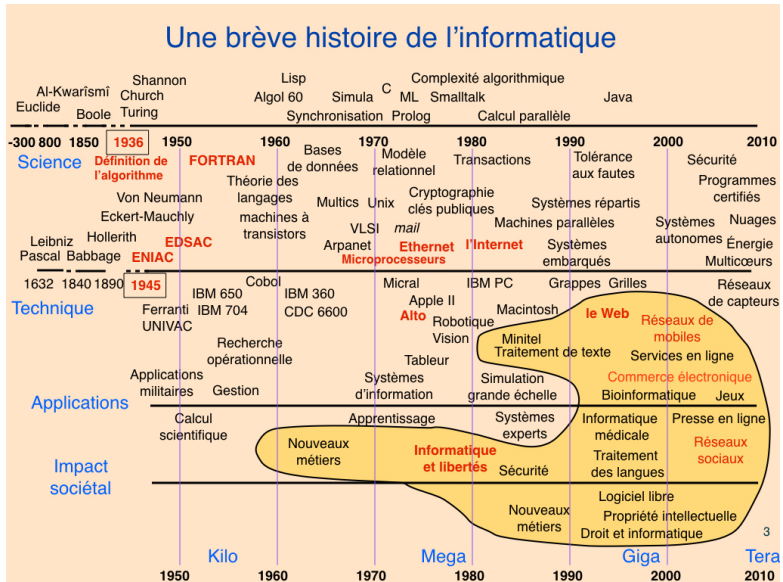 Une brève histoire de l'informatique
Shannon
Lisp
Complexité algorithmique
Al-Kwarîsmî
Church
Algol 60
Simula
C
ML
Smalltalk
Java
Euclide
Boole
Turing
Synchronisation
Prolog
Calcul parallèle
-300 800 1850 1936 1950 1960 1970 1980 1990 2000 2010
Science
Définition de
l'algorithme
FORTRAN
Bases
de données
Modèle
relationnel
Transactions
Tolérance
aux fautes
Sécurité
Théorie des
langages
Programmes
certifiés
Von Neumann
Multics
Unix
Cryptographie
clés publiques
Systèmes répartis
Eckert-Mauchly
machines à
transistors
Machines parallèles
Systèmes
autonomes
Nuages
Hollerith
VLSI
mail
Leibniz
EDSAC
Arpanet
Ethernet
l'Internet
Systèmes
embarqués
Énergie
Pascal
Babbage
ENIAC
Microprocesseurs
Multicœurs
1632 1840 1890 1945
Cobol
Micral
IBM PC
Grappes
Grilles
Réseaux
de capteurs
Technique
IBM 650
IBM 360
Apple II
Ferranti
IBM 704
CDC 6600
Alto
Macintosh
le Web
UNIVAC
Robotique
Réseaux de
mobiles
Vision
Minitel
Recherche
opérationnelle
Traitement de texte
Services en ligne
Tableur
Applications
militaires
Gestion
Systèmes
d'information
Simulation
grande échelle
Commerce électronique
Bioinformatique
Jeux
Applications
Calcul
scientifique
Apprentissage
Systèmes
experts
Informatique
médicale
Presse en ligne
Nouveaux
métiers
Informatique
et libertés
Sécurité
Traitement
des langues
Réseaux
sociaux
Impact
sociétal
Logiciel libre
Nouveaux
métiers
Propriété intellectuelle
Droit et informatique
3
Kilo
Mega
Giga
Tera
1950 1960 1970 1980 1990 2000 2010